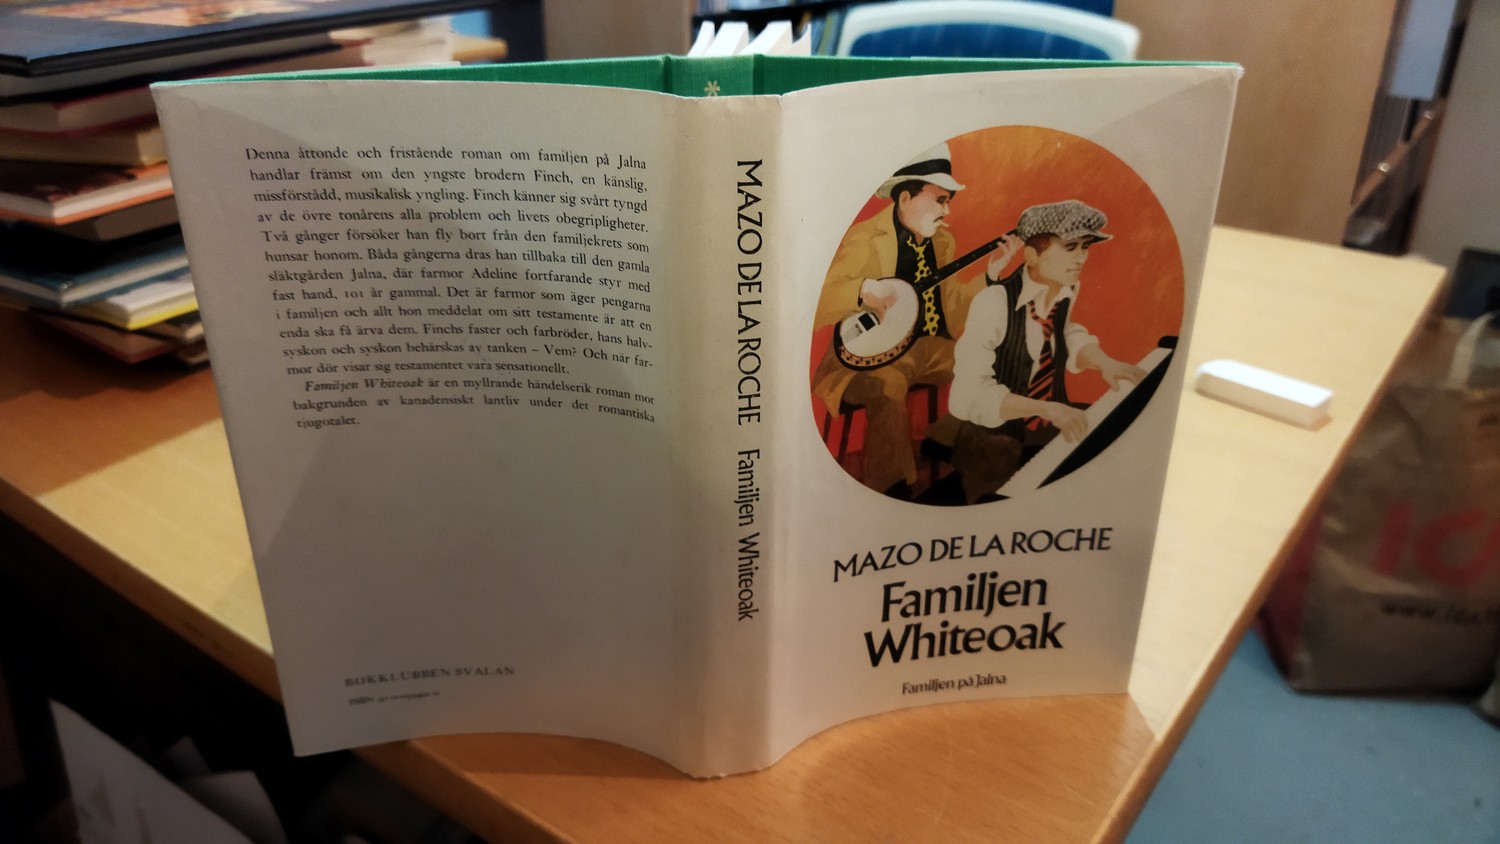 Denna åttonde och fristående roman om familjen på Jalna
handlar främst om den yngste brodern Finch, en känslig,
missförstådd, musikalisk yngling. Finch känner sig svårt tyngd
av de övre tonårens alla problem och livets obegripligheter.
Två gånger försöker han fly bort från den familjekrets som
hunsar honom. Båda gångerna dras han tillbaka till den gamla
släktgården Jalna, där farmor Adeline fortfarande styr med
fast hand, 101 år gammal. Det är farmor som äger pengarna
i familjen och allt hon meddelat om sitt testamente är att en
enda ska få ärva dem. Finchs faster och farbröder, hans halv-
syskon och syskon behärskas av tanken – Vem? Och när far-
mor dör visar sig testamentet vara sensationellt.
Familjen Whiteoak är en myllrande händelserik roman mot
bakgrunden av kanadensiskt lantliv under det romantiska
tjugotalet.
BOKKLUBBEN SVALAN
ISBN
MAZO DE LA ROCHE Familjen Whiteoak
MAZO DE LA ROCHE
Familjen
Whiteoak
Familjen på Jalna